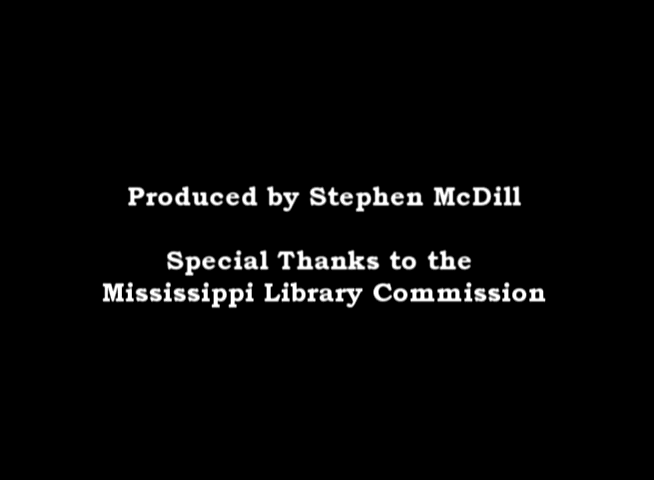 Produced by Stephen McDill
Special Thanks to the
Mississippi Library Commission